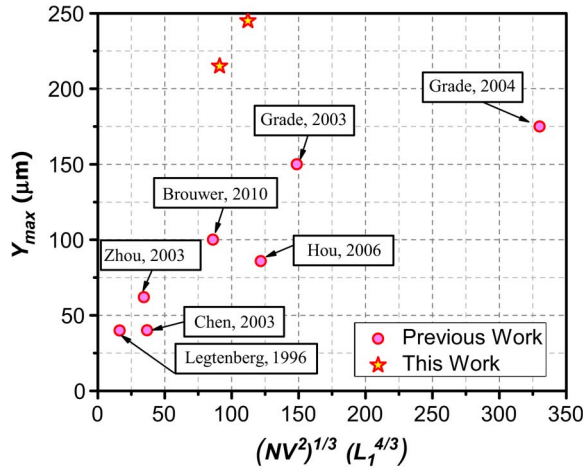 250
200
150
100
50
0
Y_max (μm)
Grade, 2004
Grade, 2003
Brouwer, 2010
Hou, 2006
Zhou, 2003
Chen, 2003
Legtenberg, 1996
Previous Work
This Work
0 50 100 150 200 250 300 350
(NV²)^1/3 (L₁^4/3)